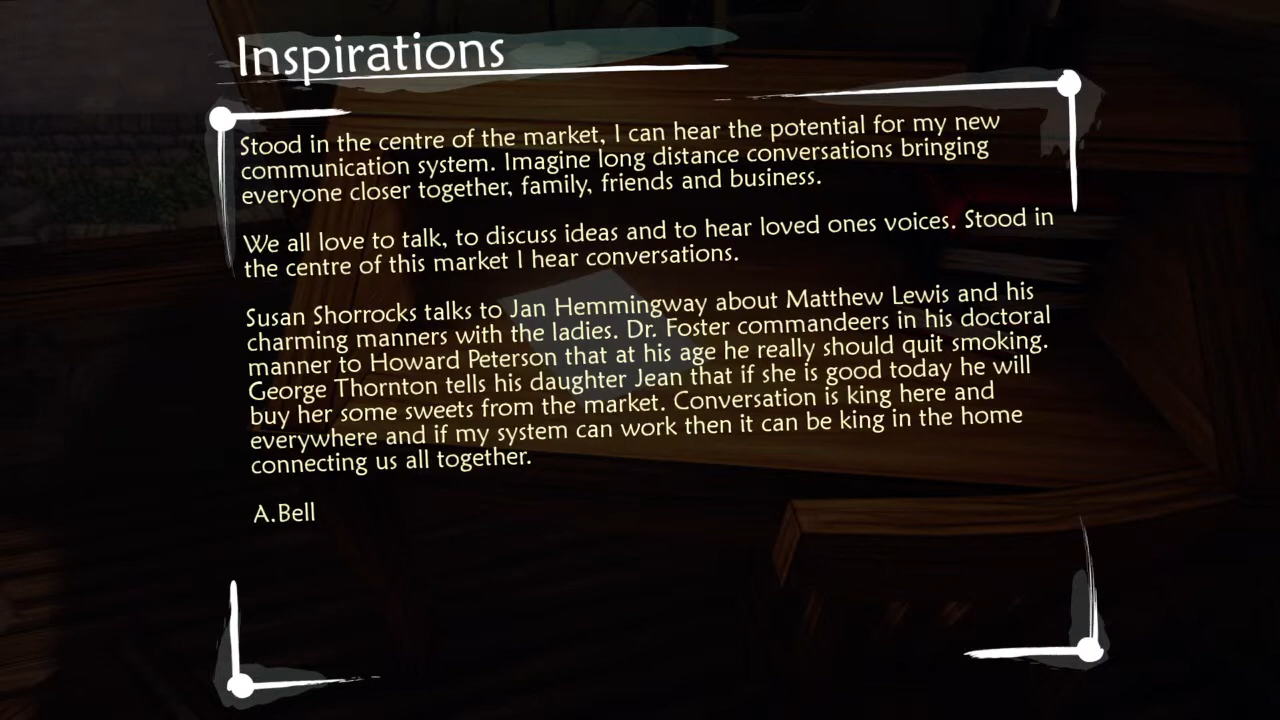 Inspirations
Stood in the centre of the market, I can hear the potential for my new
communication system. Imagine long distance conversations bringing
everyone closer together, family, friends and business.
We all love to talk, to discuss ideas and to hear loved ones voices. Stood in
the centre of this market I hear conversations.
Susan Shorrocks talks to Jan Hemmingway about Matthew Lewis and his
charming manners with the ladies. Dr. Foster commandeers in his doctoral
manner to Howard Peterson that at his age he really should quit smoking.
George Thornton tells his daughter Jean that if she is good today he will
buy her some sweets from the market. Conversation is king here and
everywhere and if my system can work then it can be king in the home
connecting us all together.
A.Bell